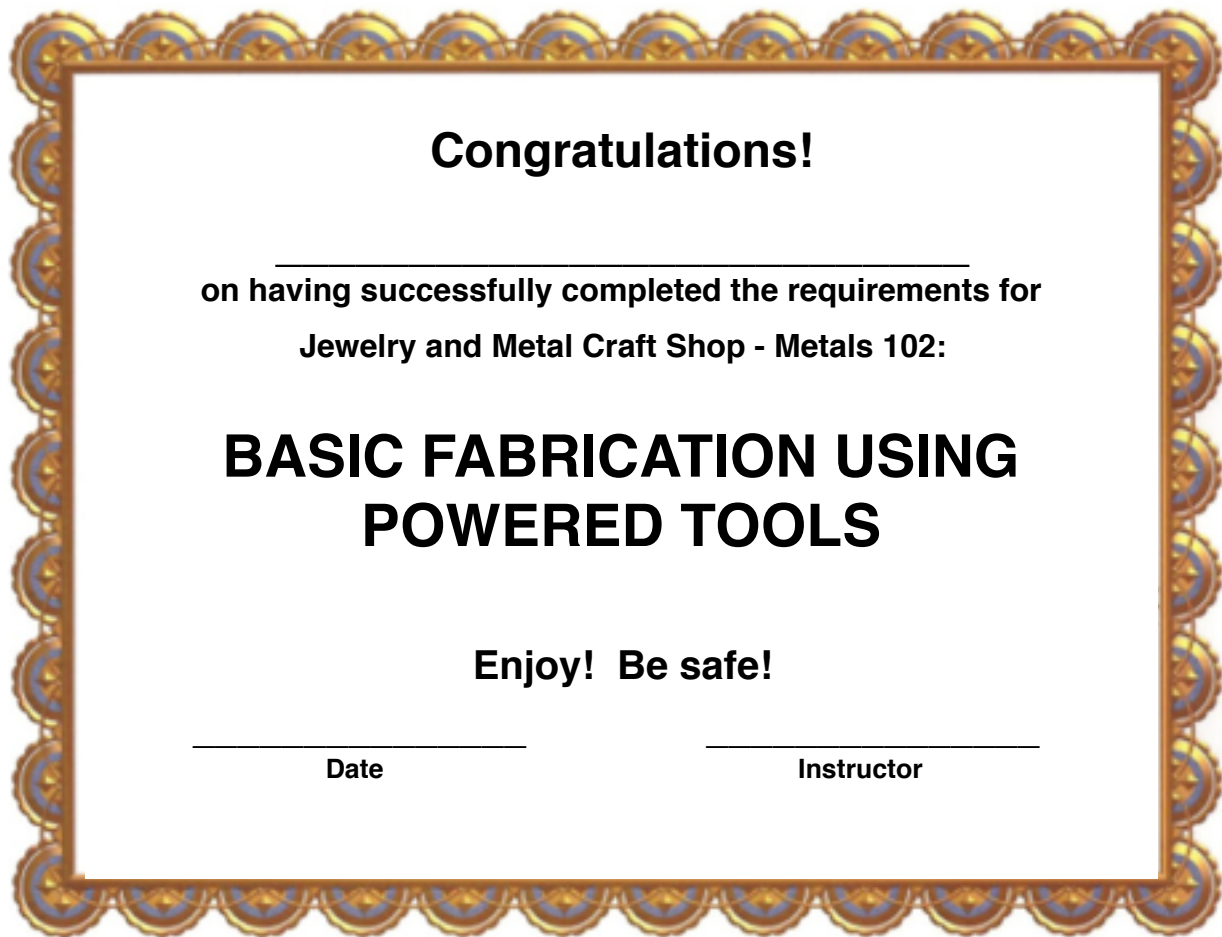 Congratulations!
on having successfully completed the requirements for
Jewelry and Metal Craft Shop - Metals 102:
BASIC FABRICATION USING
POWERED TOOLS
Enjoy!  Be safe!
Date Instructor